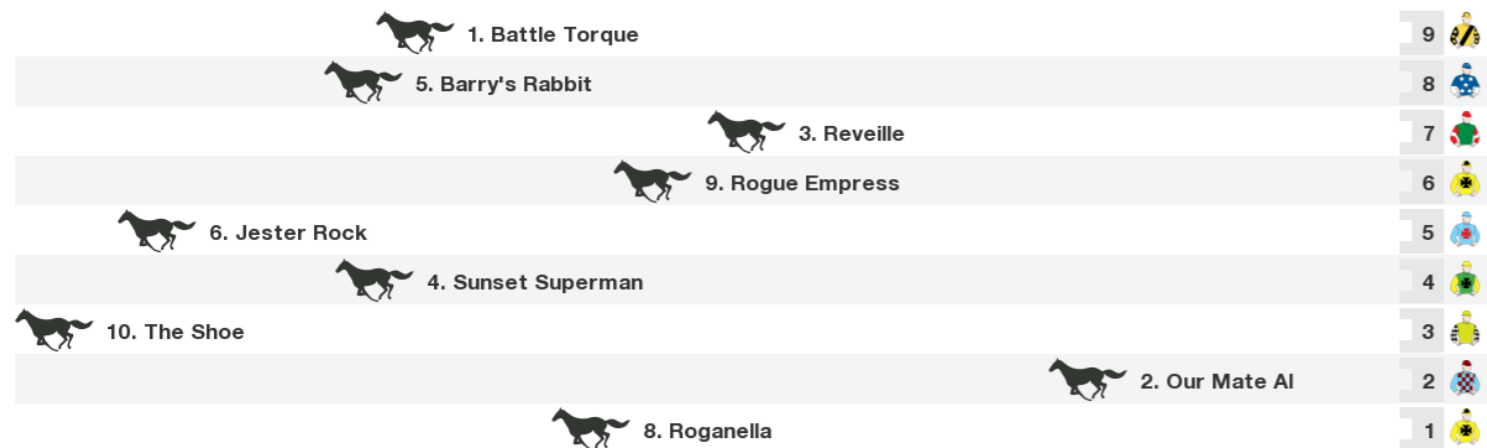 1. Battle Torque 9
5. Barry's Rabbit 8
3. Reveille 7
9. Rogue Empress 6
6. Jester Rock 5
4. Sunset Superman 4
10. The Shoe 3
2. Our Mate Al 2
8. Roganella 1